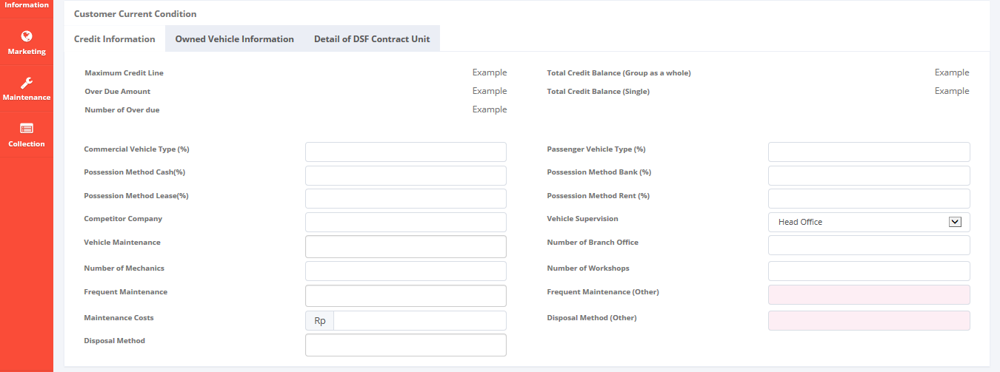 Information
Marketing
Maintenance
Collection
Customer Current Condition
Credit Information Owned Vehicle Information Detail of DSF Contract Unit
Maximum Credit Line Example Total Credit Balance (Group as a whole) Example
Over Due Amount Example Total Credit Balance (Single) Example
Number of Over due Example
Commercial Vehicle Type (%) Passenger Vehicle Type (%)
Possession Method Cash(%) Possession Method Bank (%)
Possession Method Lease(%) Possession Method Rent (%)
Competitor Company Vehicle Supervision Head Office
Vehicle Maintenance Number of Branch Office
Number of Mechanics Number of Workshops
Frequent Maintenance Frequent Maintenance (Other)
Maintenance Costs Rp Disposal Method (Other)
Disposal Method